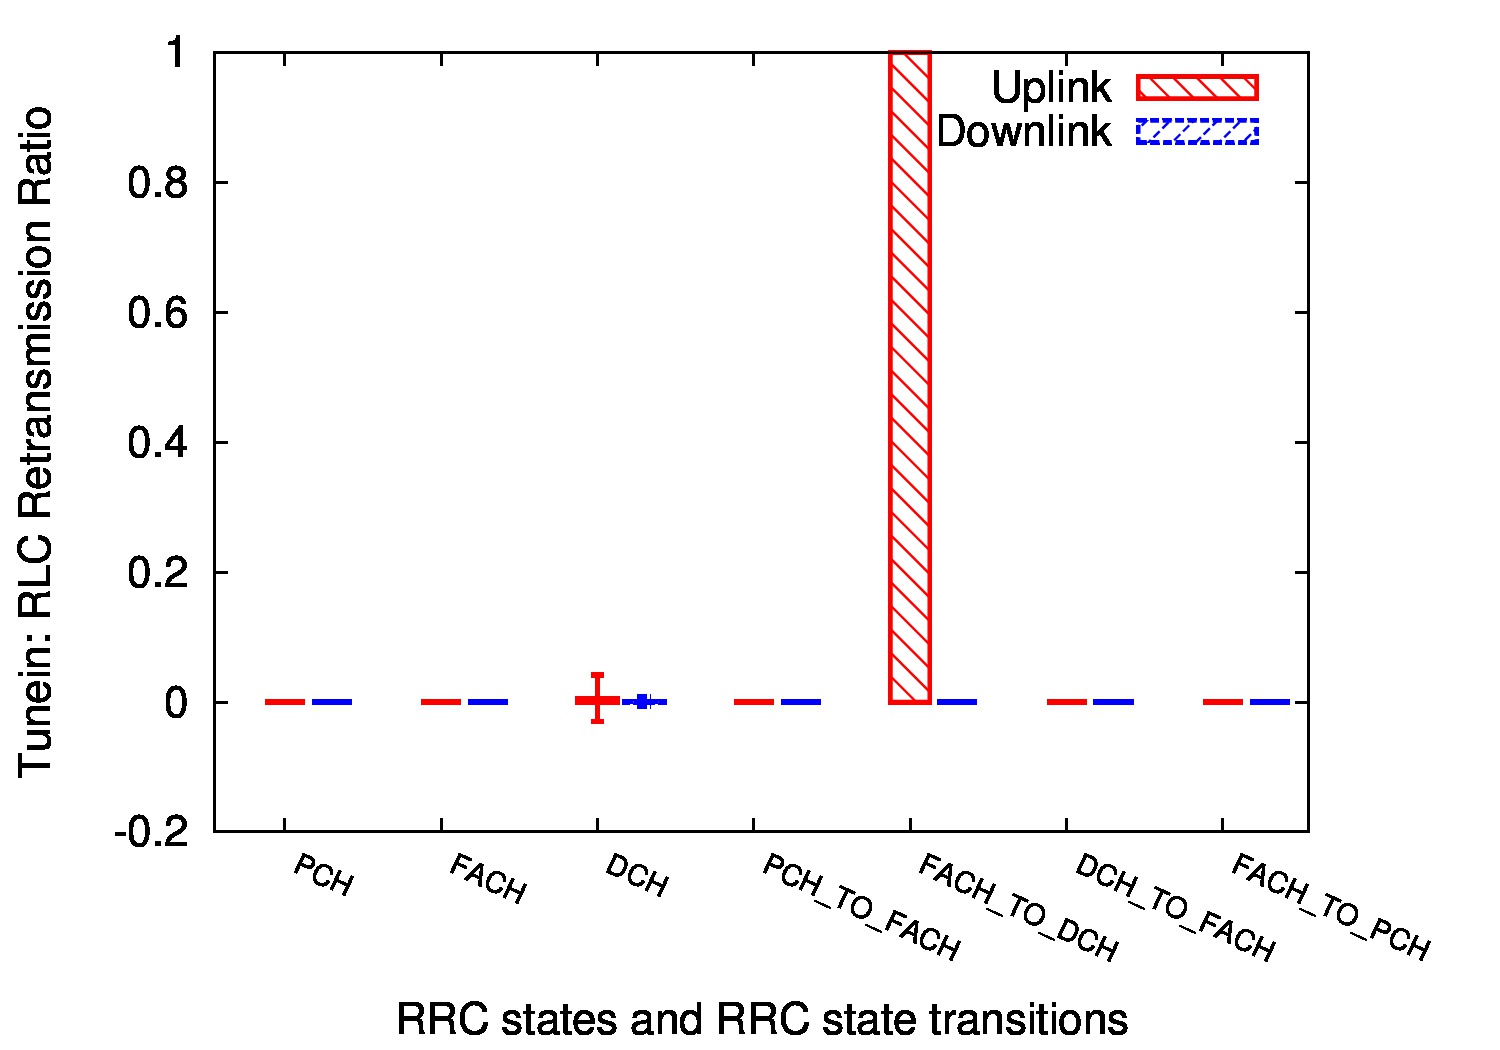 Tunein: RLC Retransmission Ratio
1
0.8
0.6
0.4
0.2
0
-0.2
Uplink
Downlink
PCH
FACH
DCH
PCH_TO_FACH
FACH_TO_DCH
DCH_TO_FACH
FACH_TO_PCH
RRC states and RRC state transitions